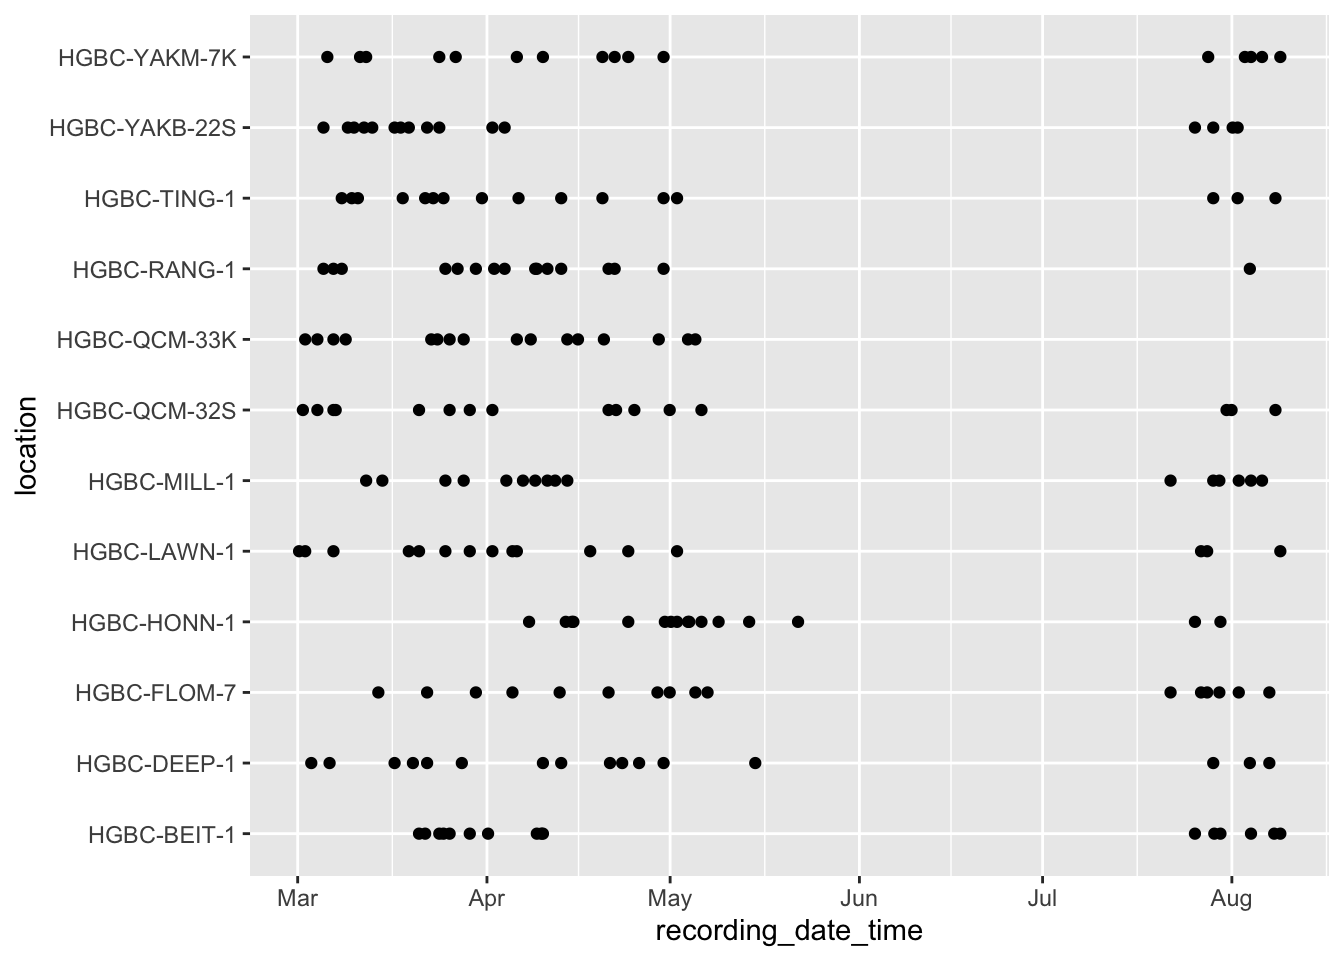 HGBC-YAKM-7K
HGBC-YAKB-22S
HGBC-TING-1
HGBC-RANG-1
HGBC-QCM-33K
HGBC-QCM-32S
HGBC-MILL-1
HGBC-LAWN-1
HGBC-HONN-1
HGBC-FLOM-7
HGBC-DEEP-1
HGBC-BEIT-1
location
Mar Apr May Jun Jul Aug
recording_date_time